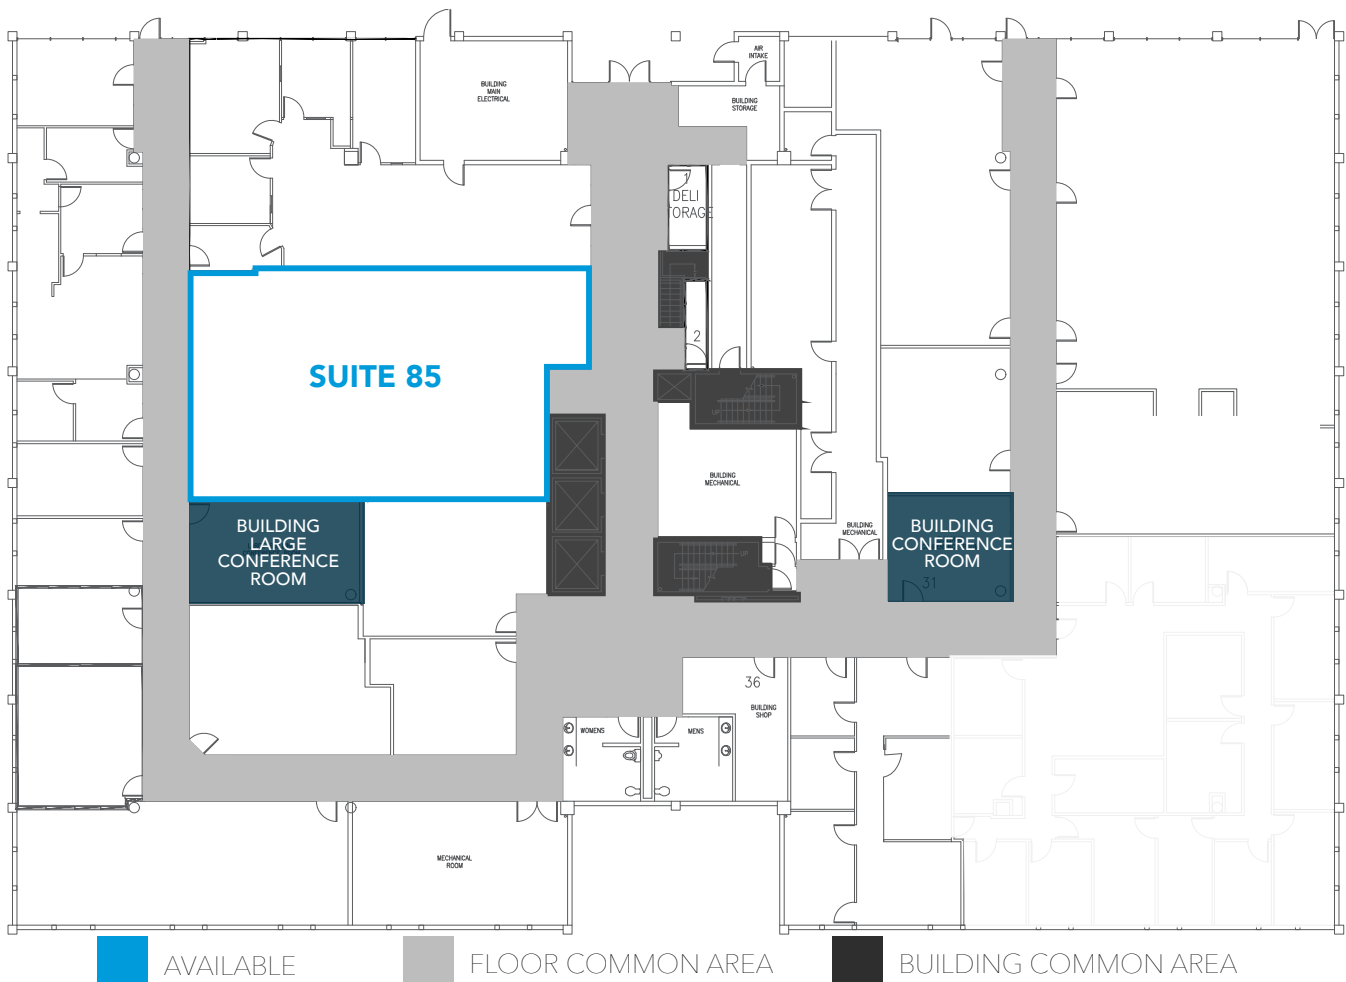 AIR
INTAKE
BUILDING
MAIN
ELECTRICAL
BUILDING
STORAGE
1
DELI
TORAGE
2
SUITE 85
BUILDING
MECHANICAL
BUILDING
LARGE
CONFERENCE
ROOM
BUILDING
MECHANICAL
BUILDING
CONFERENCE
ROOM
31
UP
36
BUILDING
SHOP
WOMENS
MENS
MECHANICAL
ROOM
AVAILABLE
FLOOR COMMON AREA
BUILDING COMMON AREA